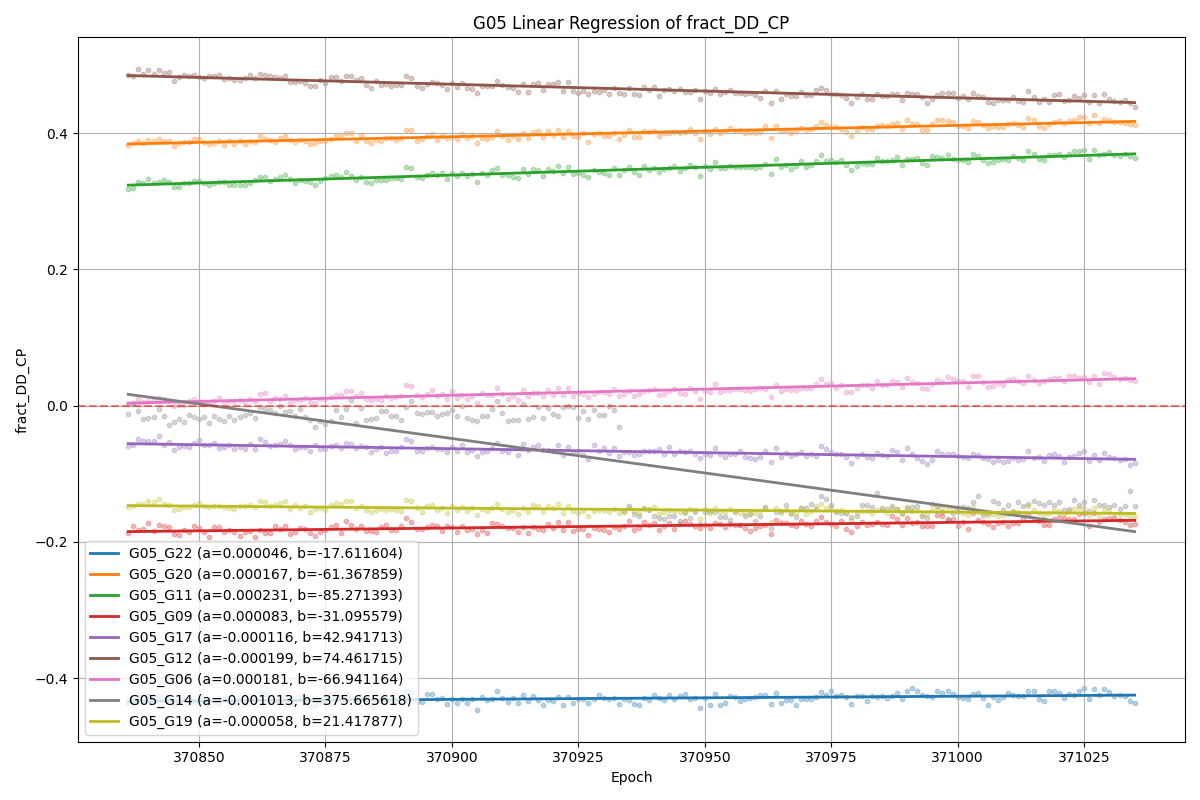 G05 Linear Regression of fract_DD_CP
fract_DD_CP
0.4
0.2
0.0
−0.2
−0.4
G05_G22 (a=0.000046, b=-17.611604)
G05_G20 (a=0.000167, b=-61.367859)
G05_G11 (a=0.000231, b=-85.271393)
G05_G09 (a=0.000083, b=-31.095579)
G05_G17 (a=-0.000116, b=42.941713)
G05_G12 (a=-0.000199, b=74.461715)
G05_G06 (a=0.000181, b=-66.941164)
G05_G14 (a=-0.001013, b=375.665618)
G05_G19 (a=-0.000058, b=21.417877)
370850 370875 370900 370925 370950 370975 371000 371025
Epoch